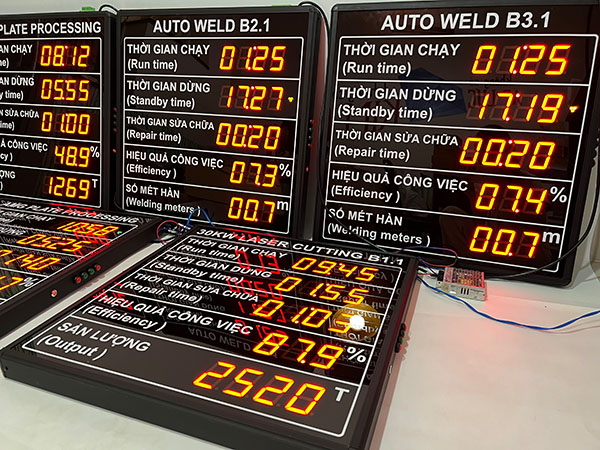 PLATE PROCESSING
08.12
05.55
01.00
48.9%
1269 T
AUTO WELD B2.1
THỜI GIAN CHẠY
(Run time)
01.25
THỜI GIAN DỪNG
(Standby time)
17.27
THỜI GIAN SỬA CHỮA
(Repair time)
00.20
HIỆU QUẢ CÔNG VIỆC
(Efficiency )
07.3%
SỐ MÉT HÀN
(Welding meters )
00.7m
AUTO WELD B3.1
THỜI GIAN CHẠY
(Run time)
01.25
THỜI GIAN DỪNG
(Standby time)
17.19
THỜI GIAN SỬA CHỮA
(Repair time)
00.20
HIỆU QUẢ CÔNG VIỆC
(Efficiency )
07.4%
SỐ MÉT HÀN
(Welding meters )
00.7m
PLATE PROCESSING
05.25
30KW LASER CUTTING B1.1
THỜI GIAN CHẠY
(Run time)
09.45
THỜI GIAN DỪNG
(Standby time)
01.55
THỜI GIAN SỬA CHỮA
(Repair time)
HIỆU QUẢ CÔNG VIỆC
(Efficiency )
87.9%
SẢN LƯỢNG
(Output )
2520 T